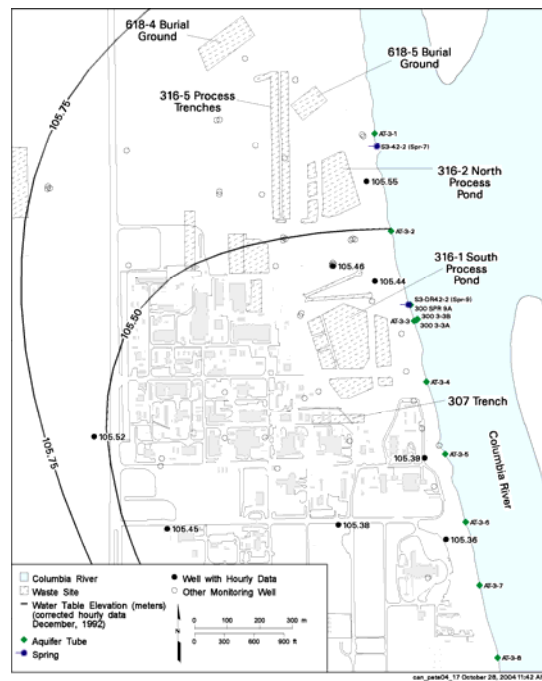 618-4 Burial
Ground
618-5 Burial
Ground
316-5 Process
Trenches
105.75
AT-3-1
S3-42-2 (Spr-7)
316-2 North
Process
Pond
105.55
AT-3-2
105.46
105.44
316-1 South
Process
Pond
S3-DR42-2 (Spr-9)
300 SPR 9A
300 3-3B
AT-3-3
300 3-3A
105.50
AT-3-4
307 Trench
105.52
105.75
105.39
AT-3-5
Columbia River
105.45
105.38
AT-3-6
105.36
AT-3-7
AT-3-8
Columbia River
Waste Site
Water Table Elevation (meters)
(corrected hourly data
December, 1992)
Aquifer Tube
Spring
Well with Hourly Data
Other Monitoring Well
0 100 200 300 m
0 300 600 900 ft
can_pete04_17 October 28, 2004 11:42 AM